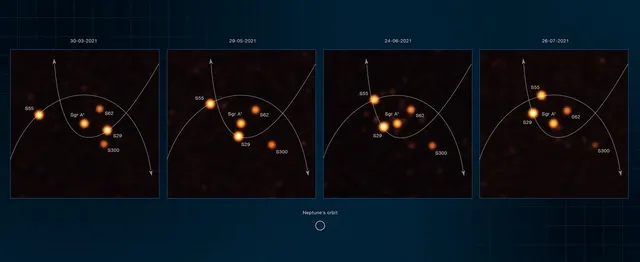 30-03-2021
29-05-2021
24-06-2021
26-07-2021
S55
Sgr A*
S62
S29
S300
S55
Sgr A*
S62
S29
S300
S55
Sgr A*
S62
S29
S300
S55
Sgr A*
S62
S29
S300
Neptune's orbit